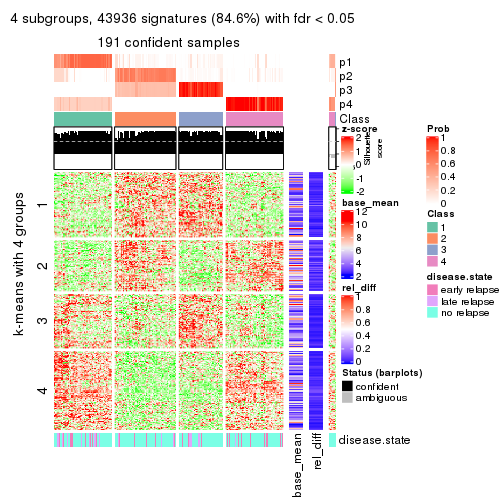 4 subgroups, 43936 signatures (84.6%) with fdr < 0.05
191 confident samples
p1
p2
p3
p4
Class
Silhouette
score
1
2
3
4
k-means with 4 groups
disease.state
base_mean
rel_diff
z-score
2
1
0
-1
-2
base_mean
12
10
8
6
4
2
rel_diff
1
0.8
0.6
0.4
0.2
0
Status (barplots)
confident
ambiguous
Prob
1
0.8
0.6
0.4
0.2
0
Class
1
2
3
4
disease.state
early relapse
late relapse
no relapse